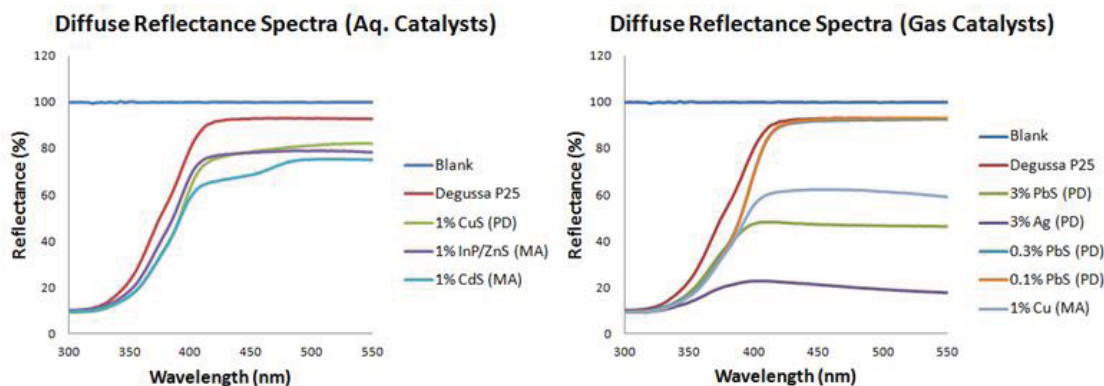 Diffuse Reflectance Spectra (Aq. Catalysts)
120
100
80
60
40
20
0
Reflectance (%)
300
350
400
450
500
550
Wavelength (nm)
Blank
Degussa P25
1% CuS (PD)
1% InP/ZnS (MA)
1% CdS (MA)
Diffuse Reflectance Spectra (Gas Catalysts)
120
100
80
60
40
20
0
Reflectance (%)
300
350
400
450
500
550
Wavelength (nm)
Blank
Degussa P25
3% PbS (PD)
3% Ag (PD)
0.3% PbS (PD)
0.1% PbS (PD)
1% Cu (MA)